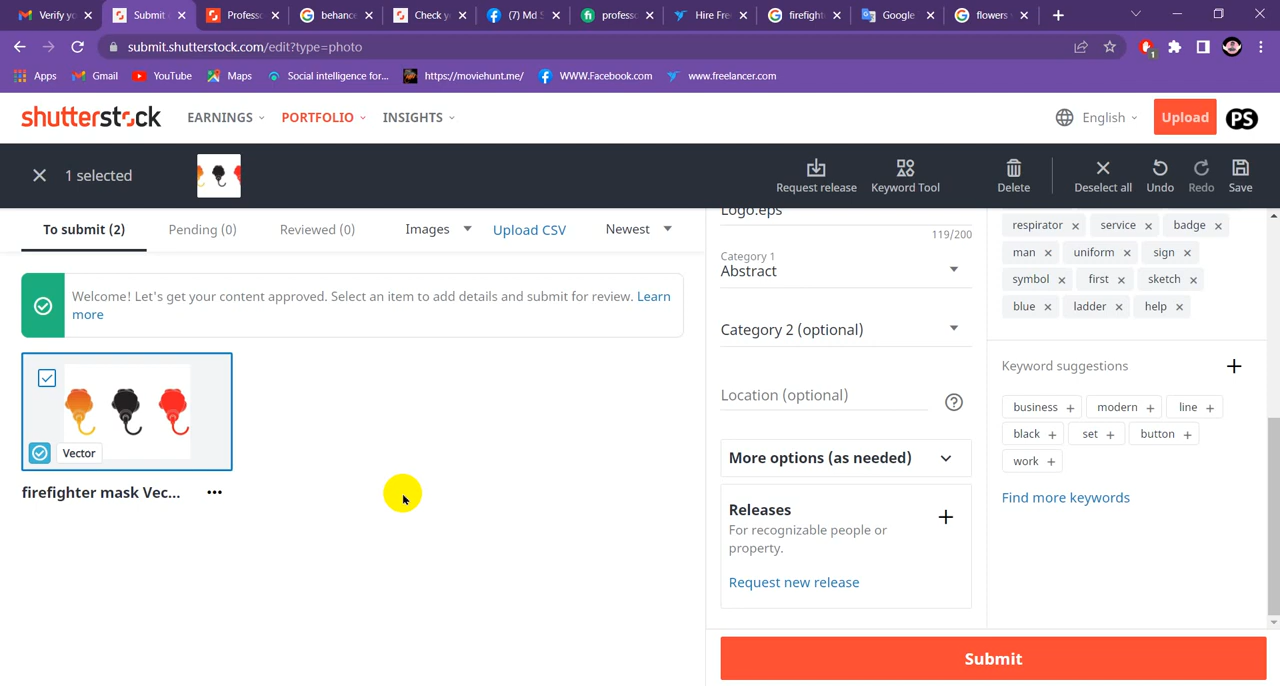 Verify yo
Submit
Profess
behanc
Check y
(7) Md S
profess
Hire Fre
firefight
Google
flowers
submit.shutterstock.com/edit?type=photo
1
Apps
Gmail
YouTube
Maps
Social intelligence for...
https://moviehunt.me/
WWW.Facebook.com
www.freelancer.com
shutterstock
EARNINGS
PORTFOLIO
INSIGHTS
English
Upload
PS
1 selected
Request release
Keyword Tool
Delete
Deselect all
Undo
Redo
Save
To submit (2)
Pending (0)
Reviewed (0)
Images
Upload CSV
Newest
Welcome! Let's get your content approved. Select an item to add details and submit for review. Learn
more
Vector
firefighter mask Vec...
Logo.eps
119/200
Category 1
Abstract
Category 2 (optional)
Location (optional)
More options (as needed)
Releases
For recognizable people or
property.
Request new release
respirator
service
badge
man
uniform
sign
symbol
first
sketch
blue
ladder
help
Keyword suggestions
business
modern
line
black
set
button
work
Find more keywords
Submit